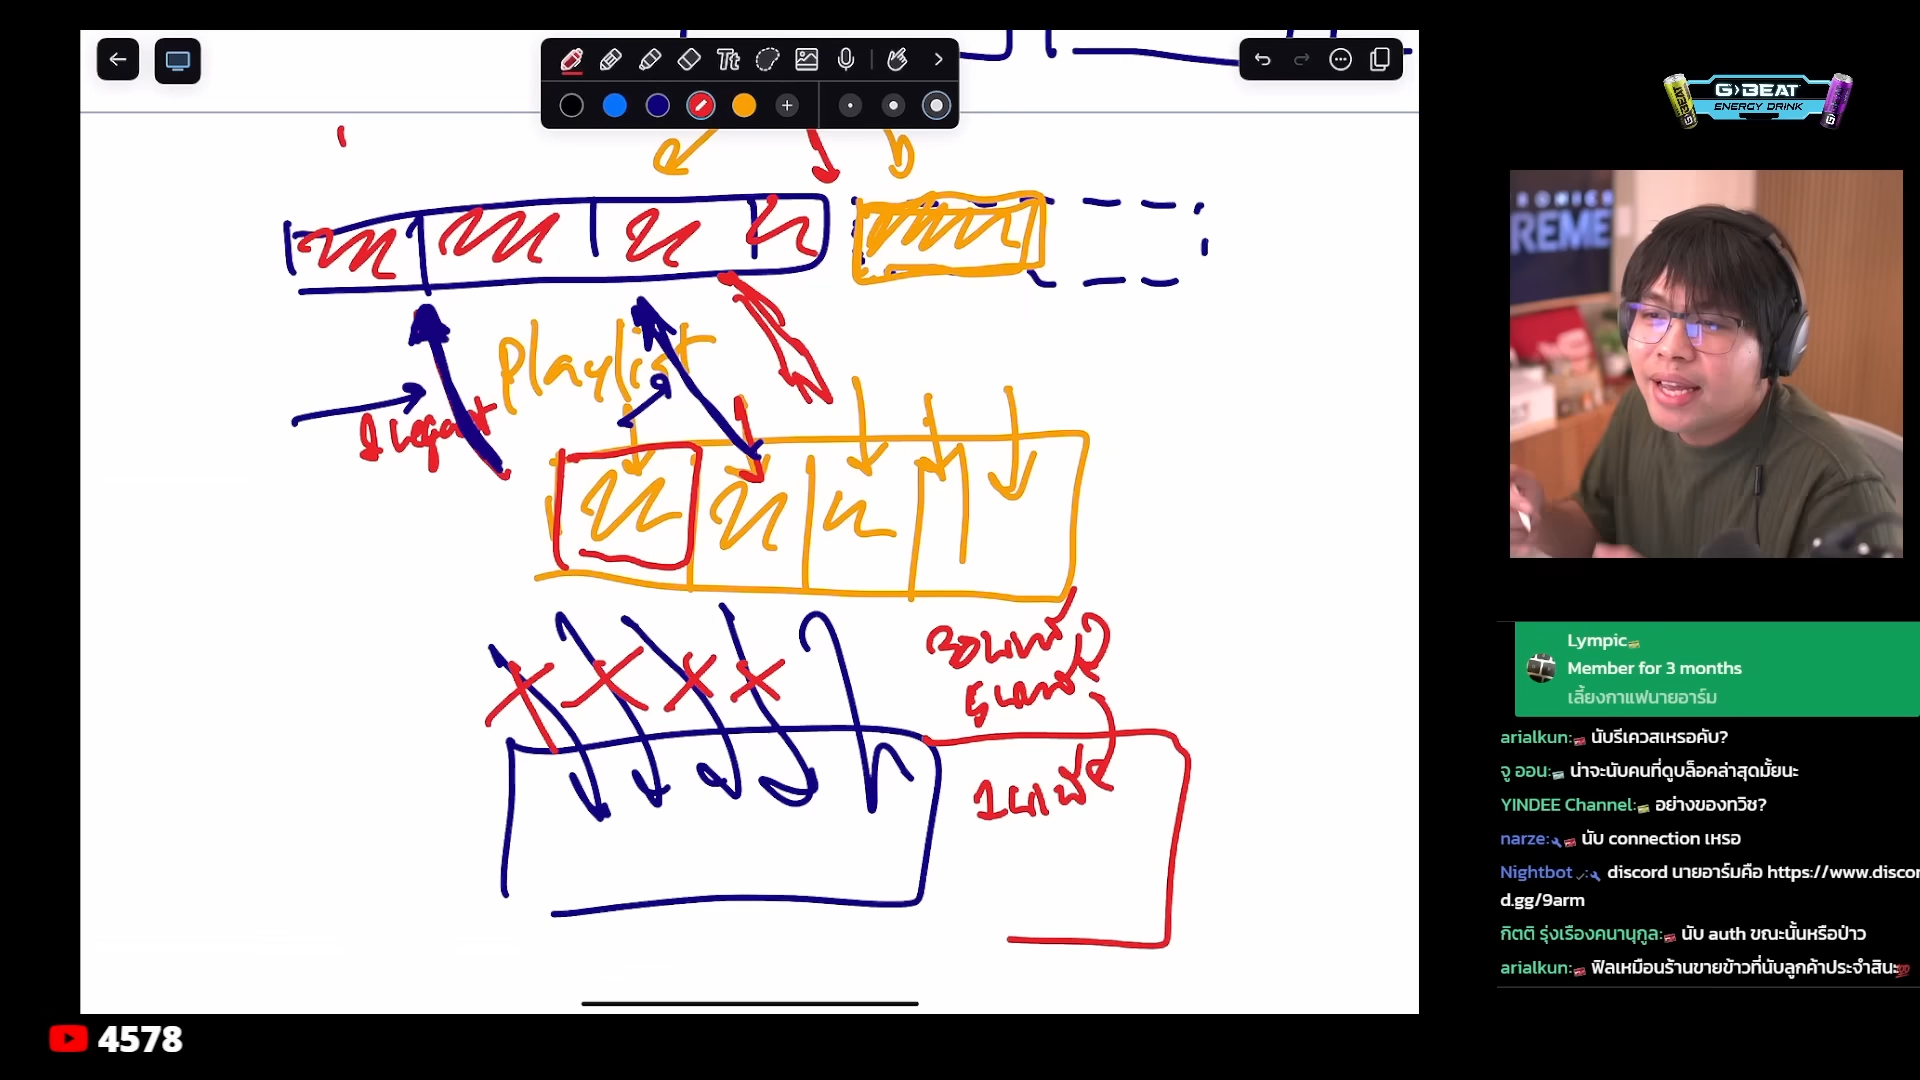 Tt
G>BEAT
ENERGY DRINK
REME
Playlist
1
Lympic
Member for 3 months
เลี้ยงกาแฟนายอาร์ม
arialkun: นับรีเควสเหรอคับ?
จู ออน: น่าจะนับคนที่ดูบล็อคล่าสุดมั้ยนะ
YINDEE Channel: อย่างของทวิช?
narze: นับ connection เหรอ
Nightbot : discord นายอาร์มคือ https://www.discor
d.gg/9arm
กิตติ รุ่งเรืองคนานุกูล: นับ auth ขณะนั้นหรือป่าว
arialkun: ฟิลเหมือนร้านขายข้าวที่นับลูกค้าประจำสินะ
4578